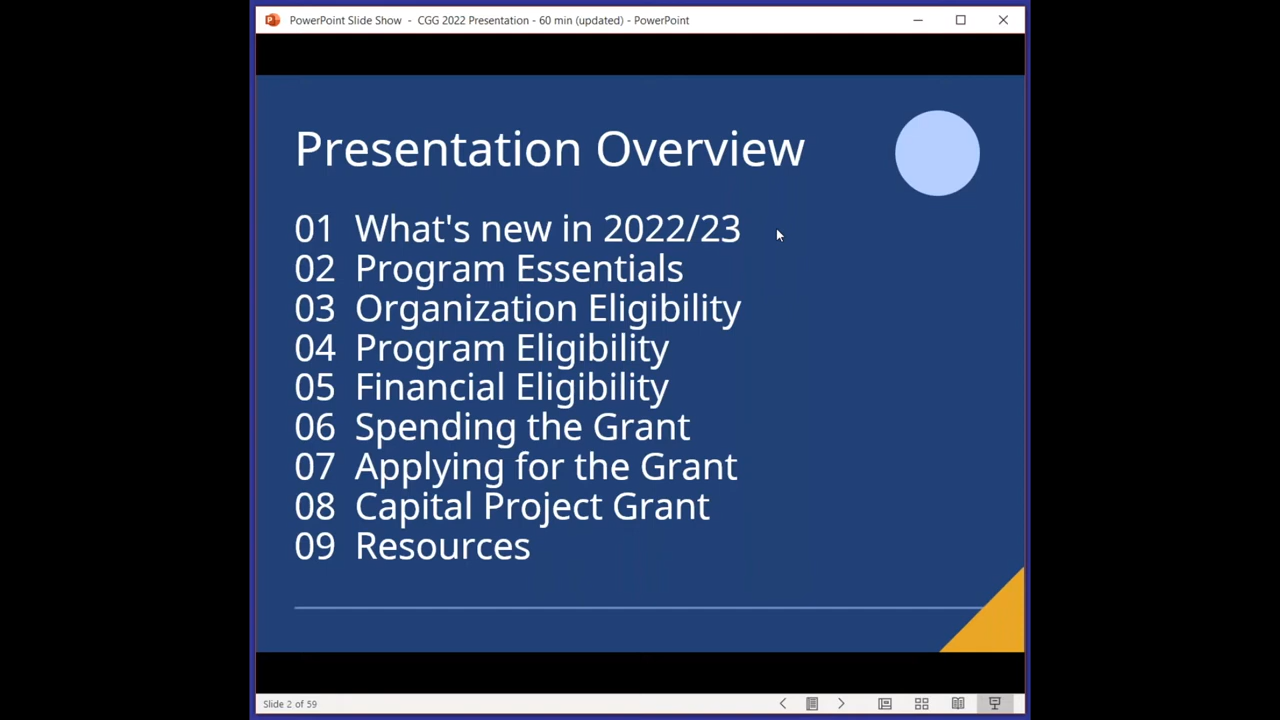 PowerPoint Slide Show - CGG 2022 Presentation - 60 min (updated) - PowerPoint
Presentation Overview
01 What's new in 2022/23
02 Program Essentials
03 Organization Eligibility
04 Program Eligibility
05 Financial Eligibility
06 Spending the Grant
07 Applying for the Grant
08 Capital Project Grant
09 Resources
Slide 2 of 59